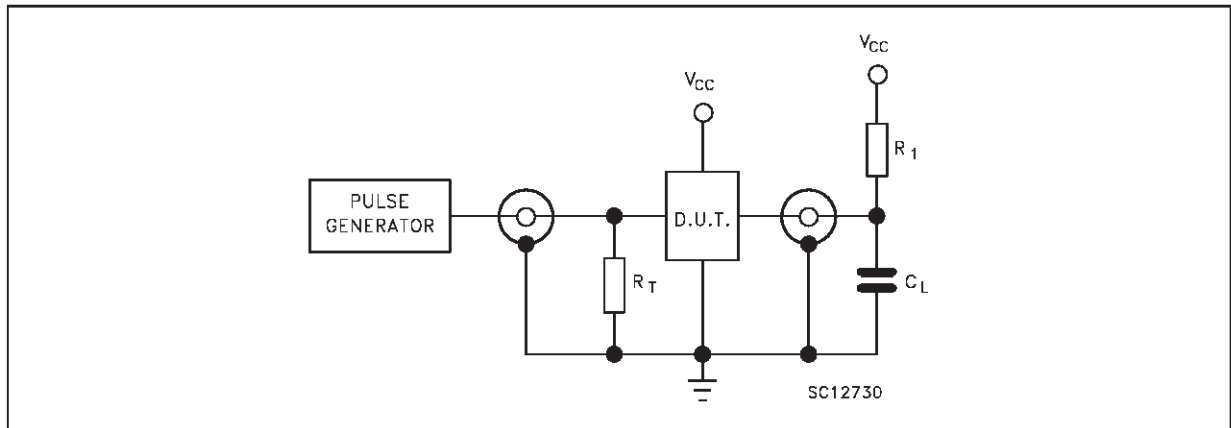 VCC
VCC
R1
PULSE
GENERATOR
D.U.T.
RT
CL
SC12730